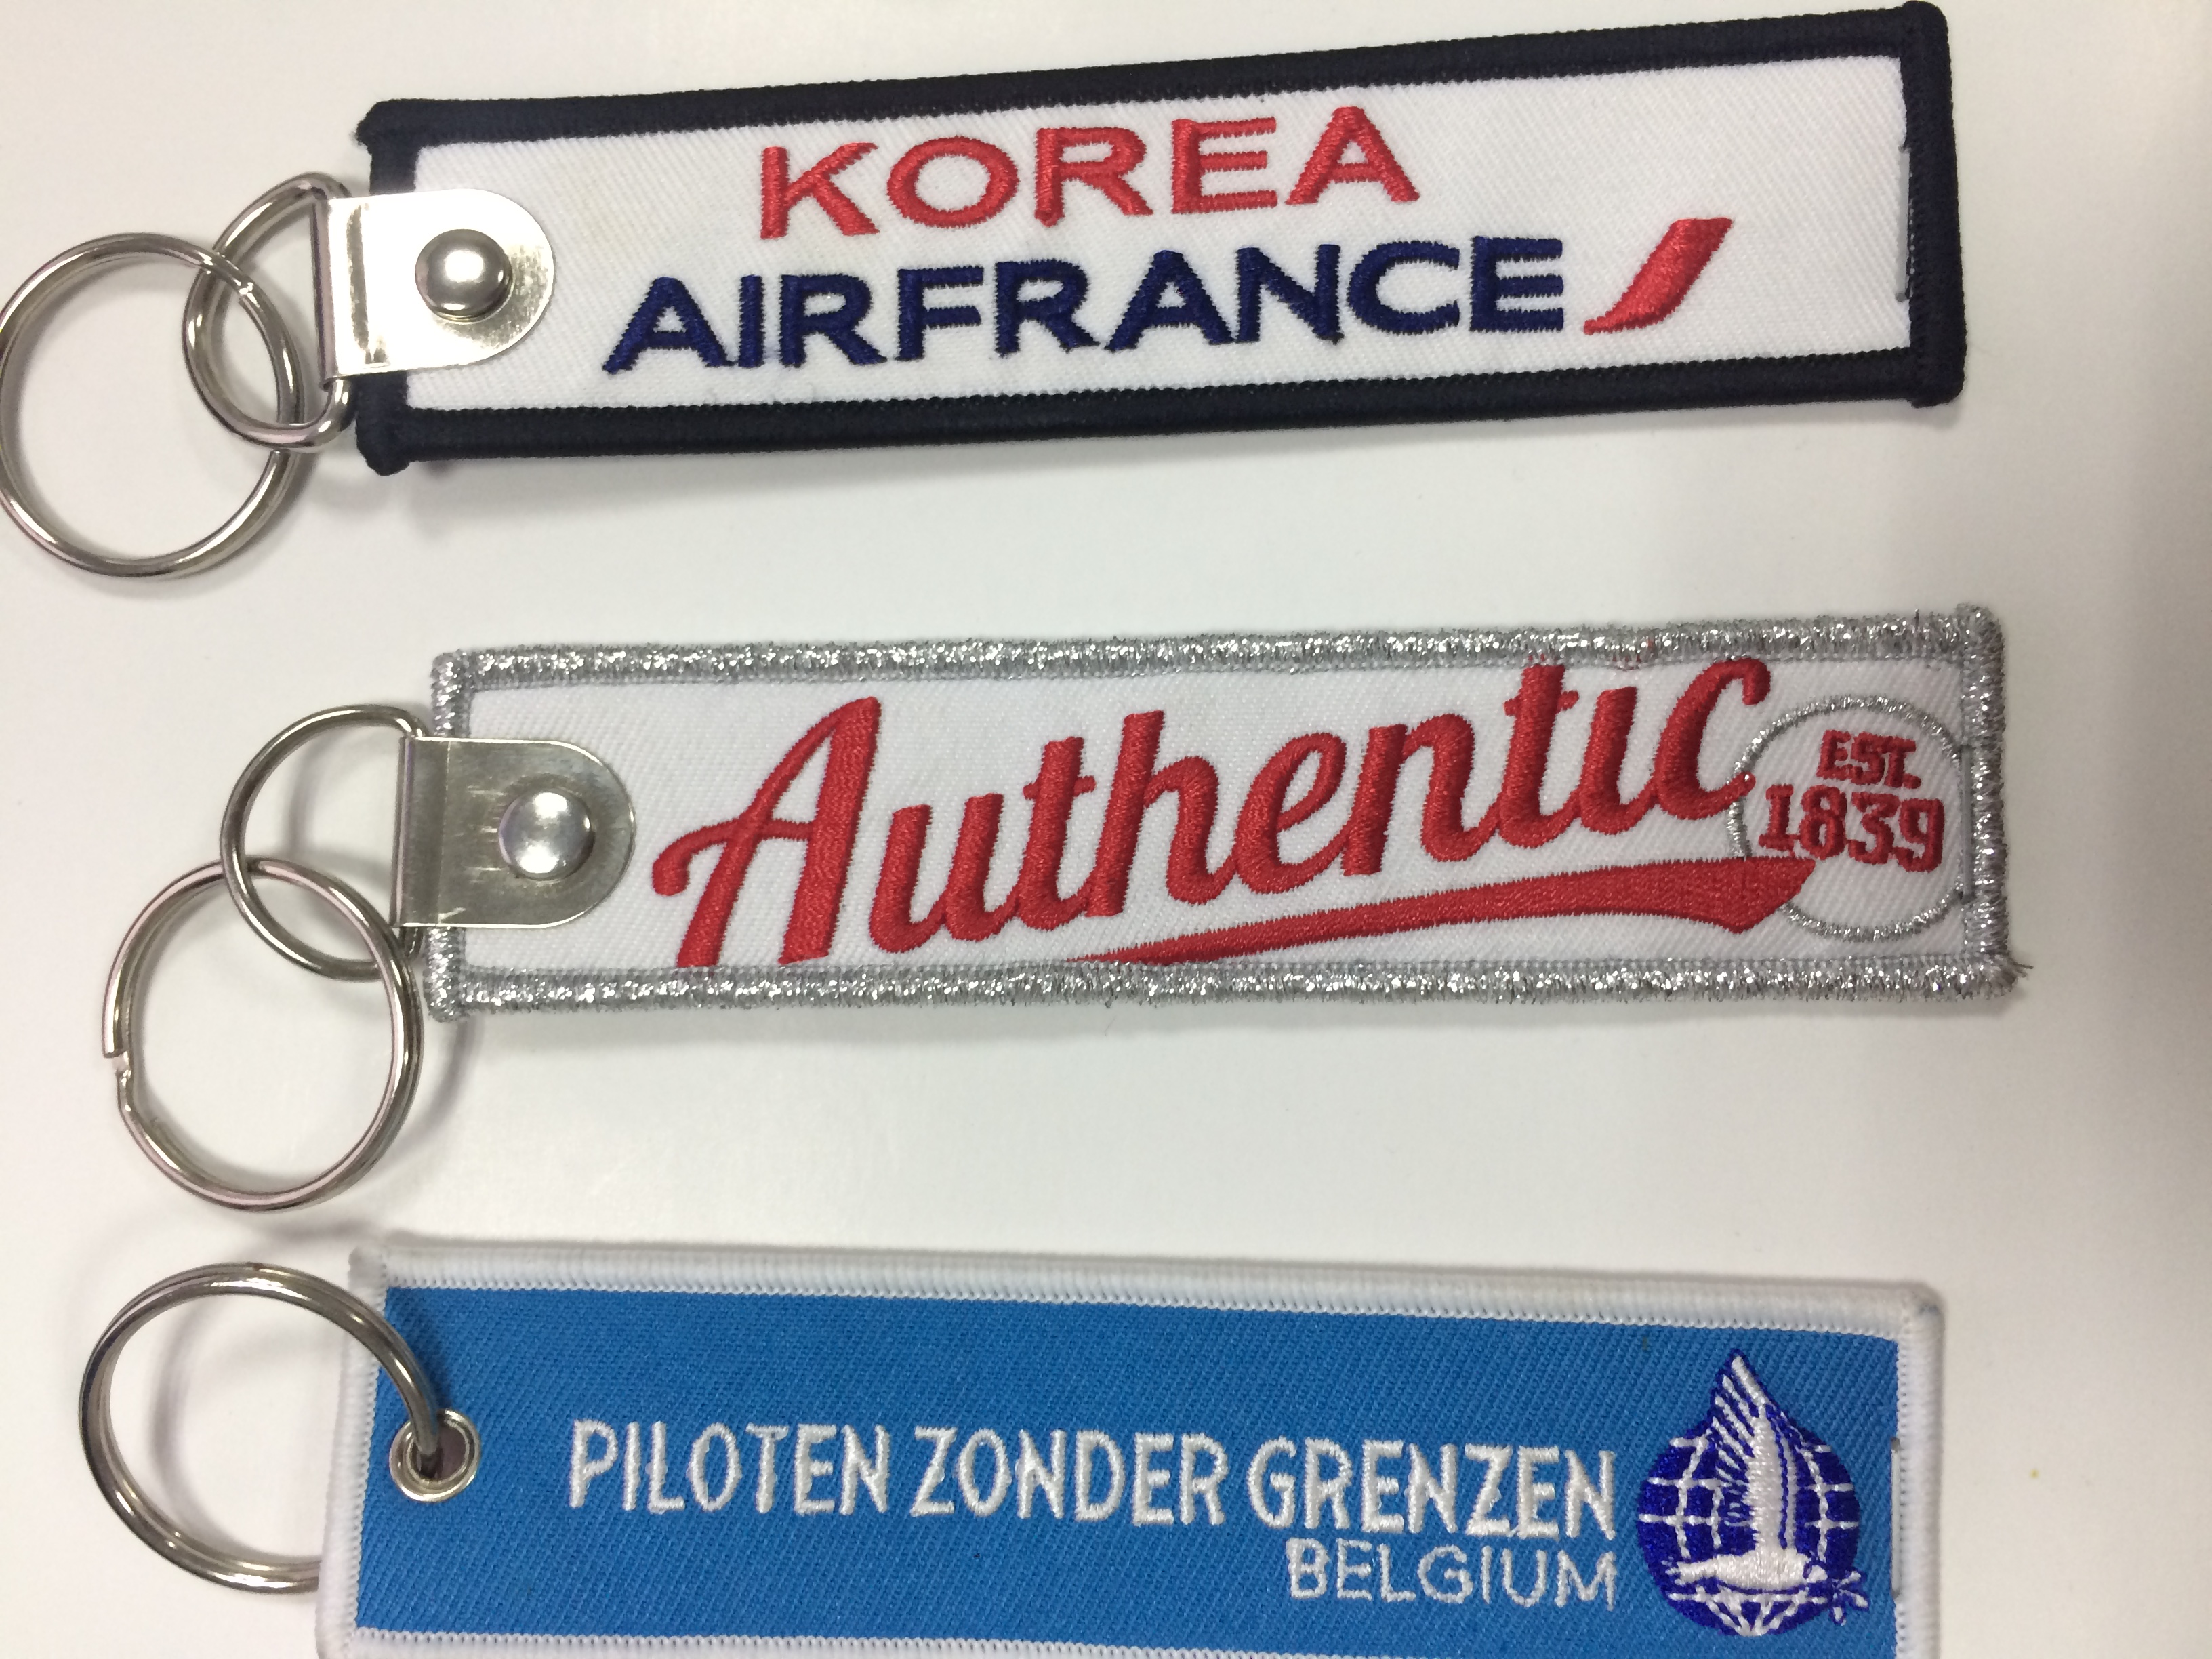 KOREA
AIRFRANCE
Authentic
EST.
1839
PILOTEN ZONDER GRENZEN
BELGIUM